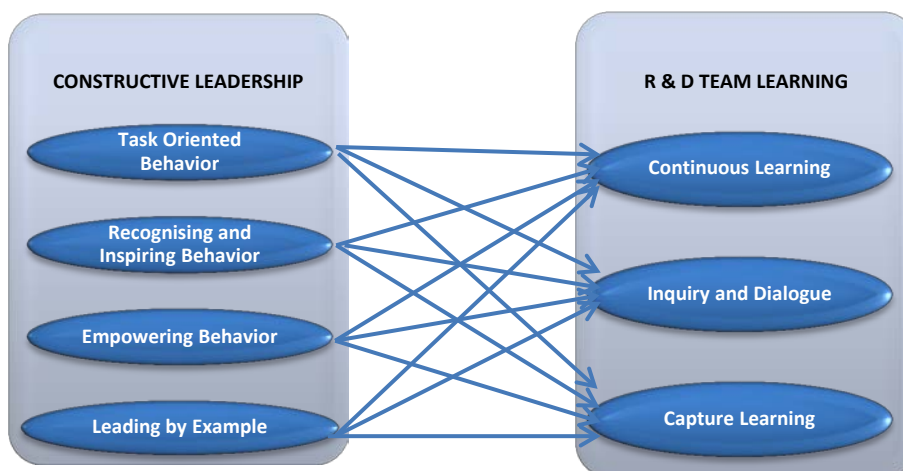 CONSTRUCTIVE LEADERSHIP
Task Oriented
Behavior
Recognising and
Inspiring Behavior
Empowering Behavior
Leading by Example
R & D TEAM LEARNING
Continuous Learning
Inquiry and Dialogue
Capture Learning